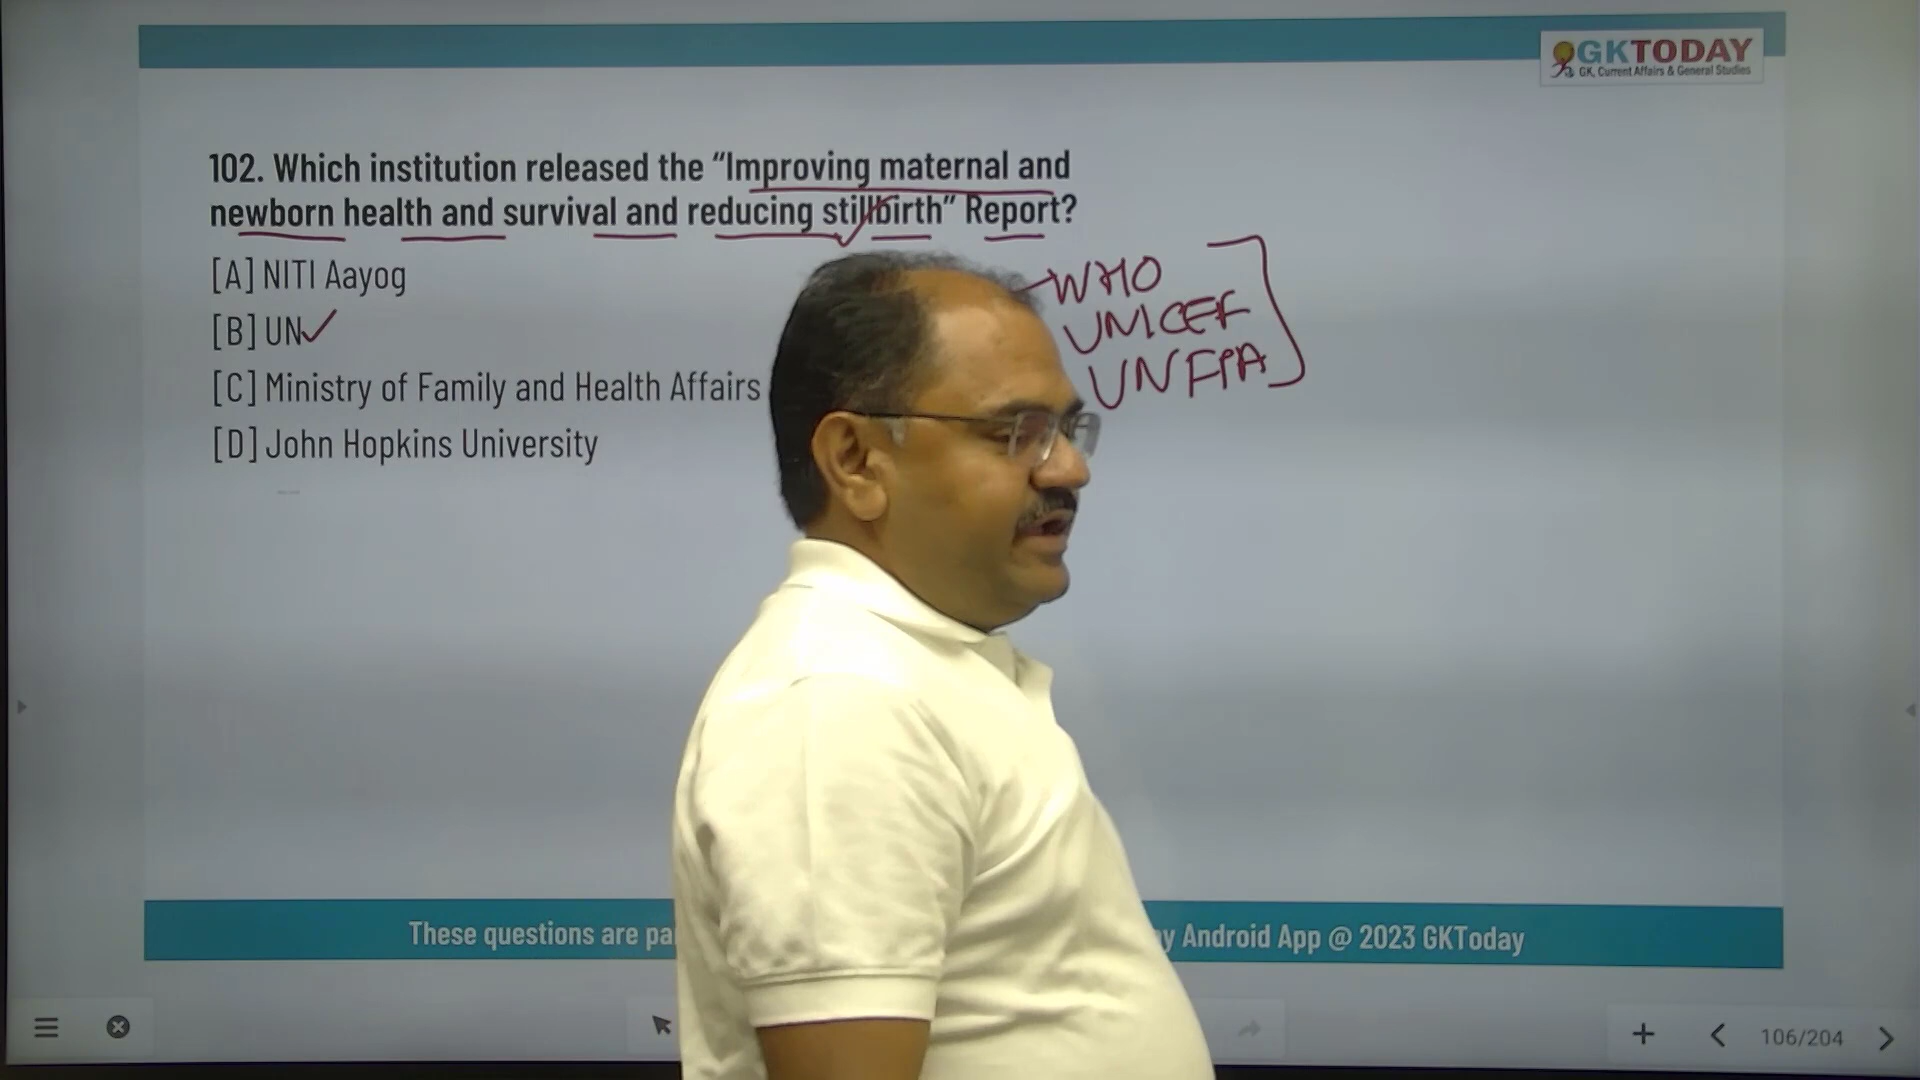 GKTODAY
GK, Current Affairs & General Studies
102. Which institution released the “Improving maternal and
newborn health and survival and reducing stillbirth” Report?
[A] NITI Aayog
[B] UN
[C] Ministry of Family and Health Affairs
[D] John Hopkins University
WHO
UNICEF
UNFPA
These questions are
Android App @ 2023 GKToday
106/204